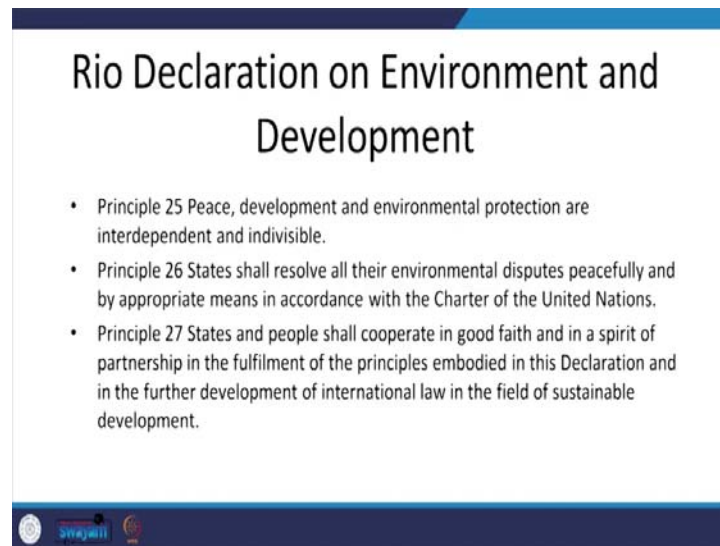 Rio Declaration on Environment and
Development
• Principle 25 Peace, development and environmental protection are
interdependent and indivisible.
• Principle 26 States shall resolve all their environmental disputes peacefully and
by appropriate means in accordance with the Charter of the United Nations.
• Principle 27 States and people shall cooperate in good faith and in a spirit of
partnership in the fulfilment of the principles embodied in this Declaration and
in the further development of international law in the field of sustainable
development.
swayam